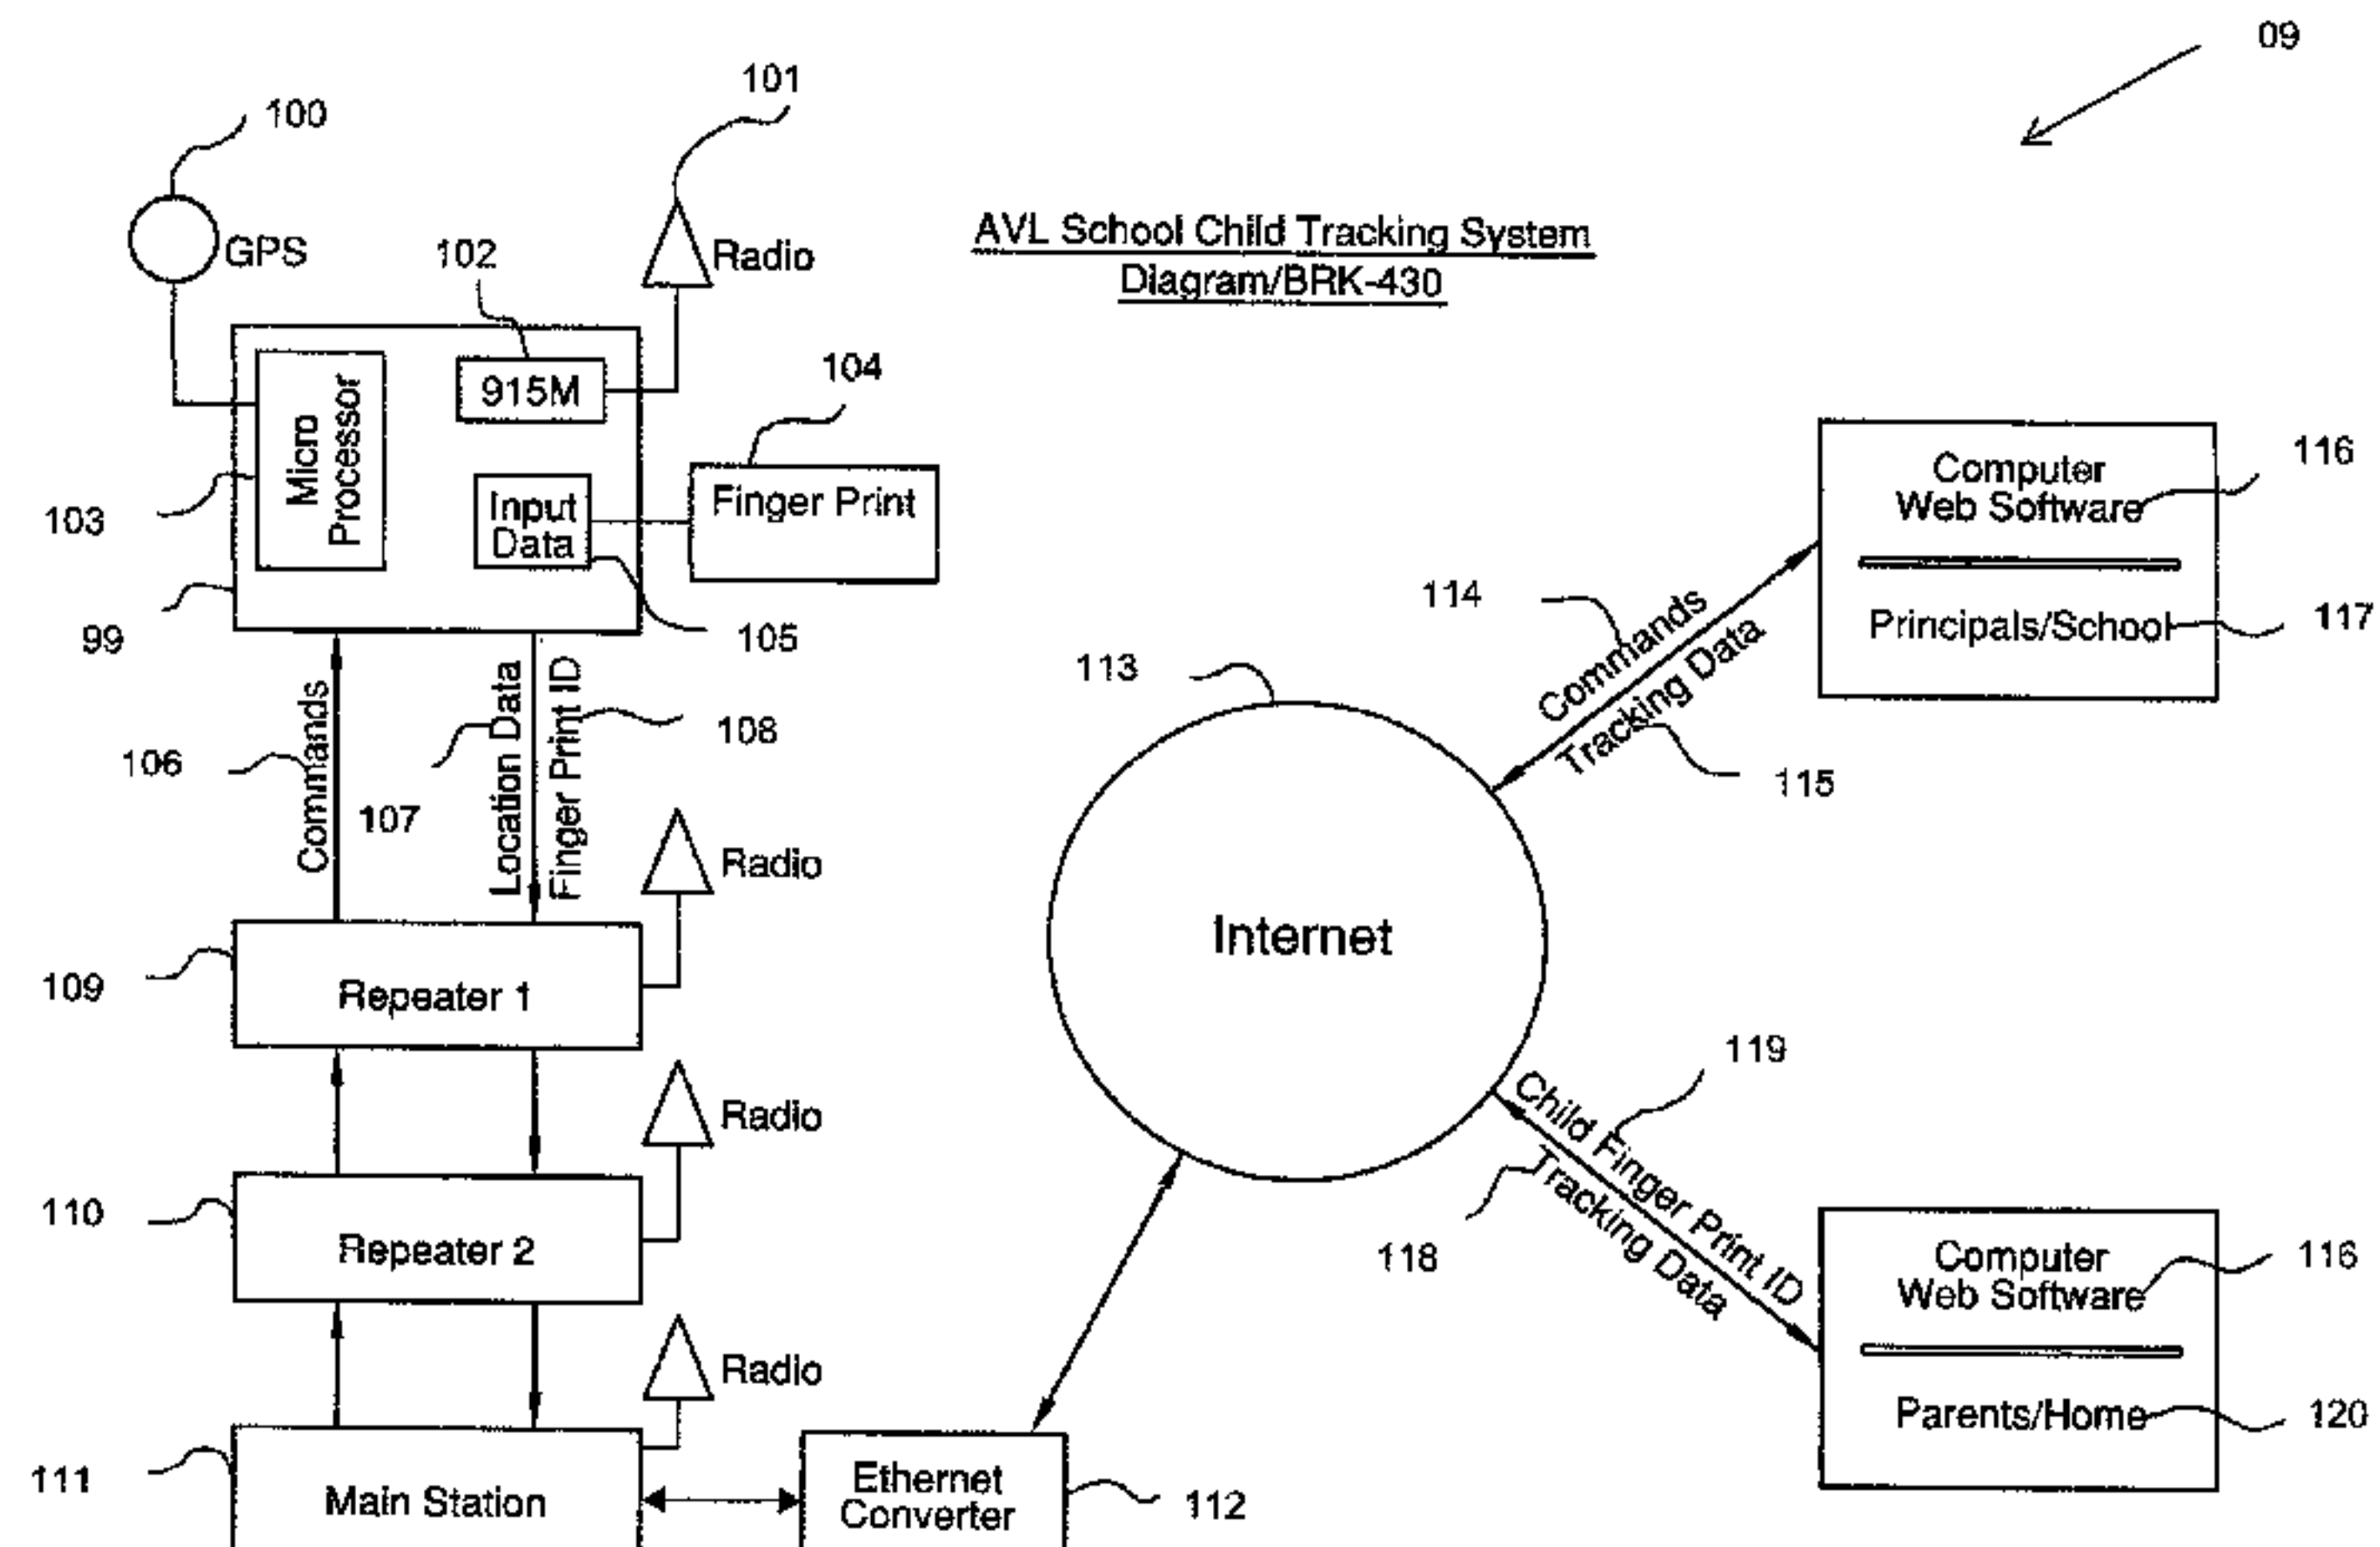 09
101
100
GPS
102
Radio
AVL School Child Tracking System
Diagram/BRK-430
915M
104
Micro
Processor
103
Input
Data
Finger Print
99
105
Computer
Web Software
116
Principals/School
117
114
Commands
Tracking Data
115
113
Internet
106
Commands
107
Location Data
Finger Print ID
108
Radio
109
Repeater 1
Radio
110
Repeater 2
119
Child Finger Print ID
Tracking Data
118
Computer
Web Software
116
Parents/Home
120
Radio
111
Main Station
Ethernet
Converter
112